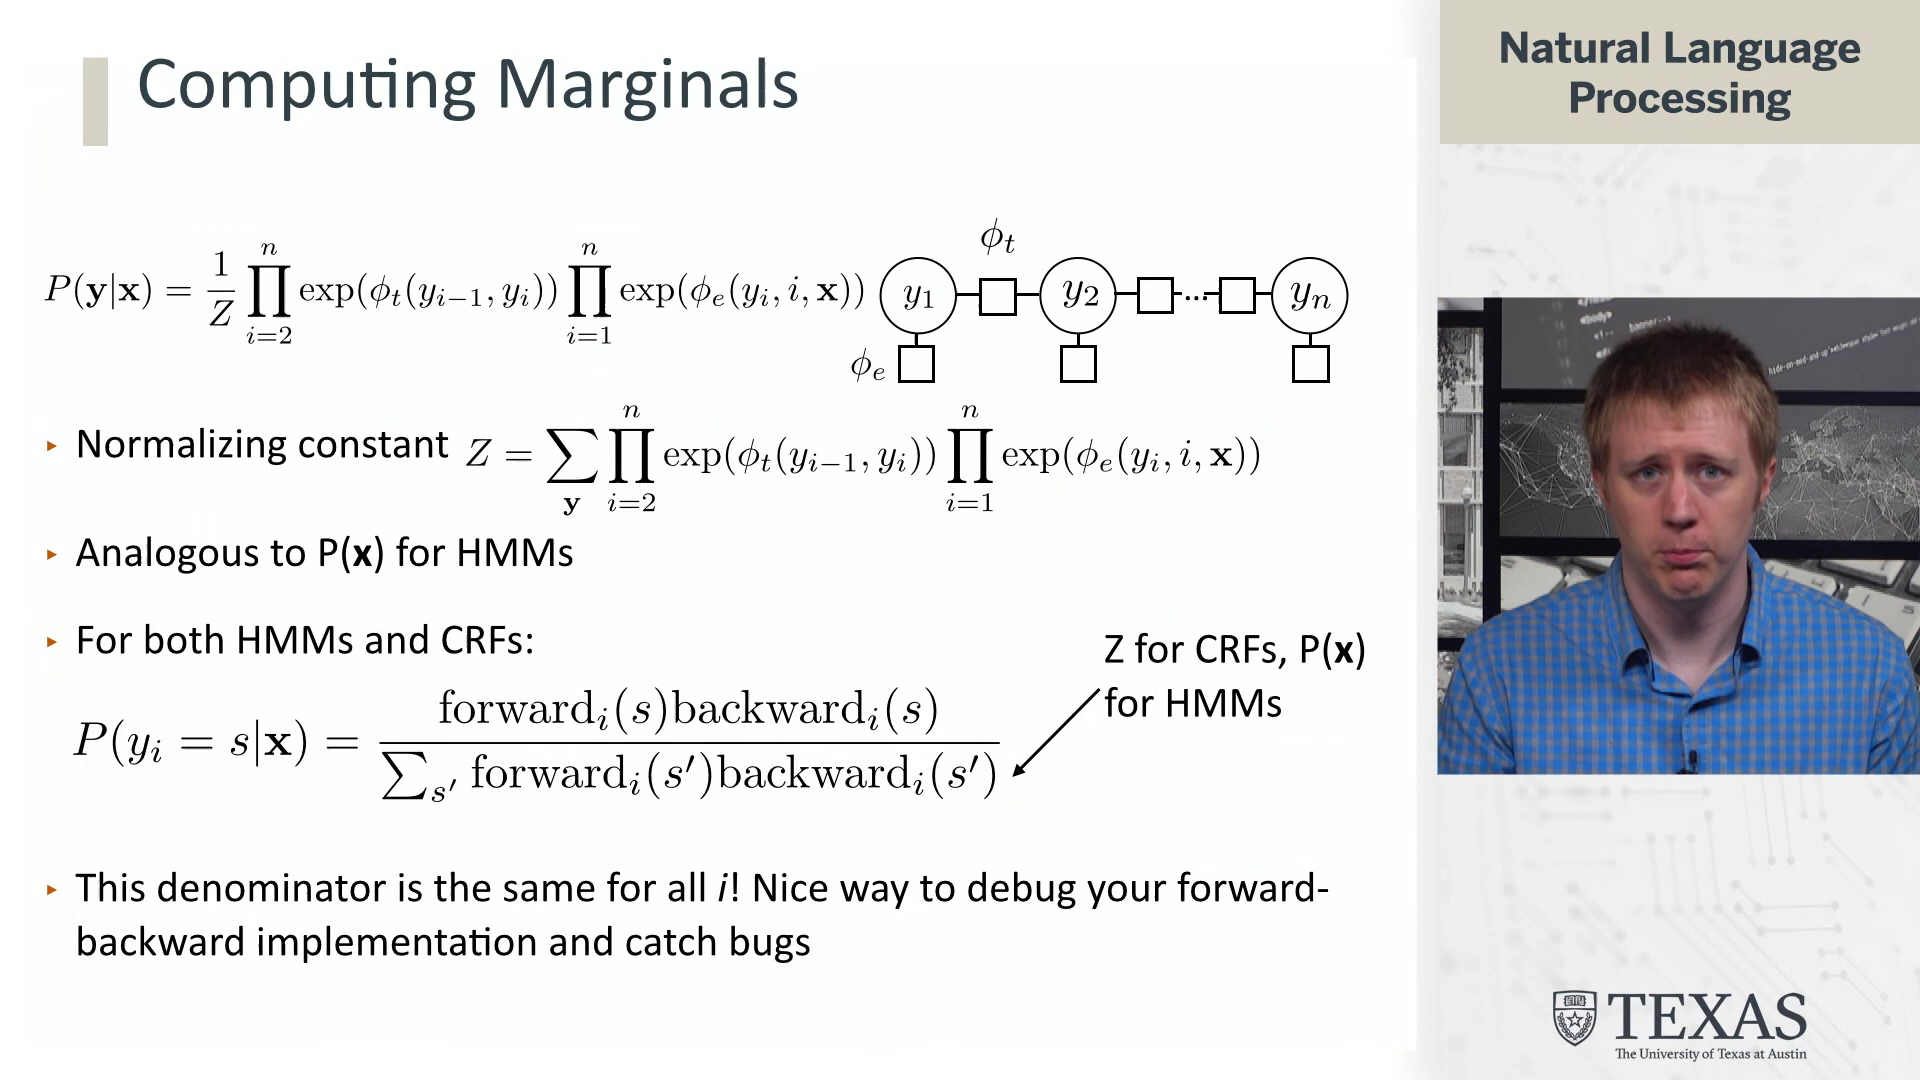 Computing Marginals
Natural Language
Processing
P(y|x) = 1/Z ∏_{i=2}^{n} exp(ϕ_t(y_{i−1}, y_i)) ∏_{i=1}^{n} exp(ϕ_e(y_i, i, x))
ϕ_t
y_1 y_2 ... y_n
ϕ_e
▸ Normalizing constant Z = ∑_{y} ∏_{i=2}^{n} exp(ϕ_t(y_{i−1}, y_i)) ∏_{i=1}^{n} exp(ϕ_e(y_i, i, x))
▸ Analogous to P(x) for HMMs
▸ For both HMMs and CRFs:
Z for CRFs, P(x)
for HMMs
P(y_i = s|x) = forward_i(s)backward_i(s) / ∑_{s′} forward_i(s′)backward_i(s′)
▸ This denominator is the same for all i! Nice way to debug your forward-
backward implementation and catch bugs
TEXAS
The University of Texas at Austin